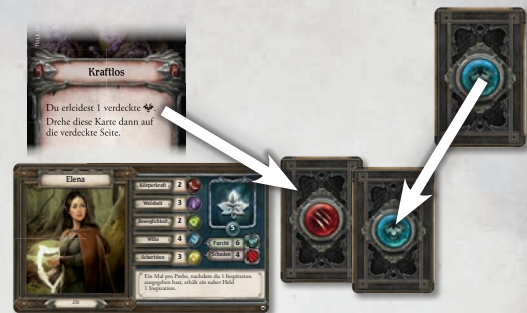 Kraftlos
Du erleidest 1 verdeckte
Drehe diese Karte dann auf
die verdeckte Seite.
Elena
Körperkraft 2
Weisheit 3
Beweglichkeit 2
Wille 4
Scharfsinn 3
5
Furcht 6
Schaden 4
Ein Mal pro Probe, nachdem du 1 Inspiration
ausgegeben hast, erhält ein naher Held
1 Inspiration.